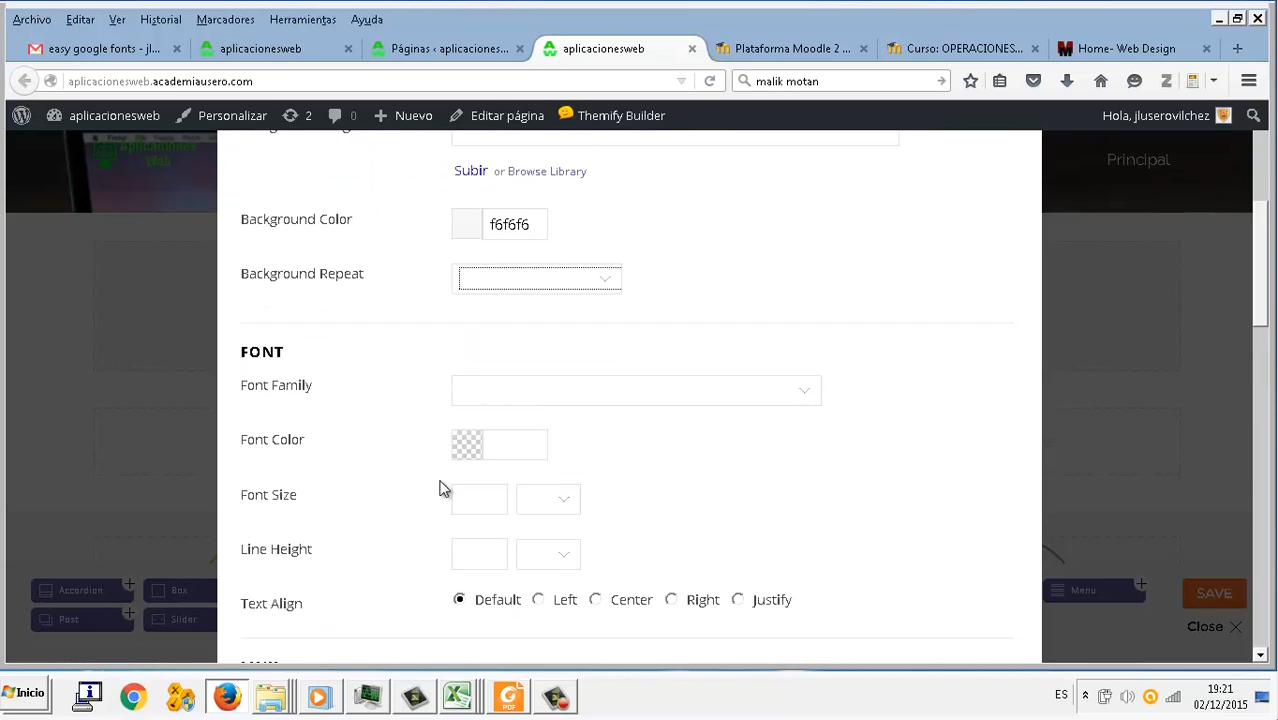 Archivo Editar Ver Historial Marcadores Herramientas Ayuda
easy google fonts - jl... × aplicacionesweb × Páginas ‹ aplicaciones... × aplicacionesweb × Plataforma Moodle 2 ... × Curso: OPERACIONES... × Home- Web Design × +
aplicacionesweb.academiausero.com malik motan
aplicacionesweb Personalizar 2 0 Nuevo Editar página Themify Builder Hola, jluserovilchez
Aplicaciones
Web
Principal
Subir or Browse Library
Background Color f6f6f6
Background Repeat
FONT
Font Family
Font Color
Font Size
Line Height
Text Align Default Left Center Right Justify
Accordian Box Menu SAVE
Post Slider Close
Inicio PDF ES 19:21
02/12/2015